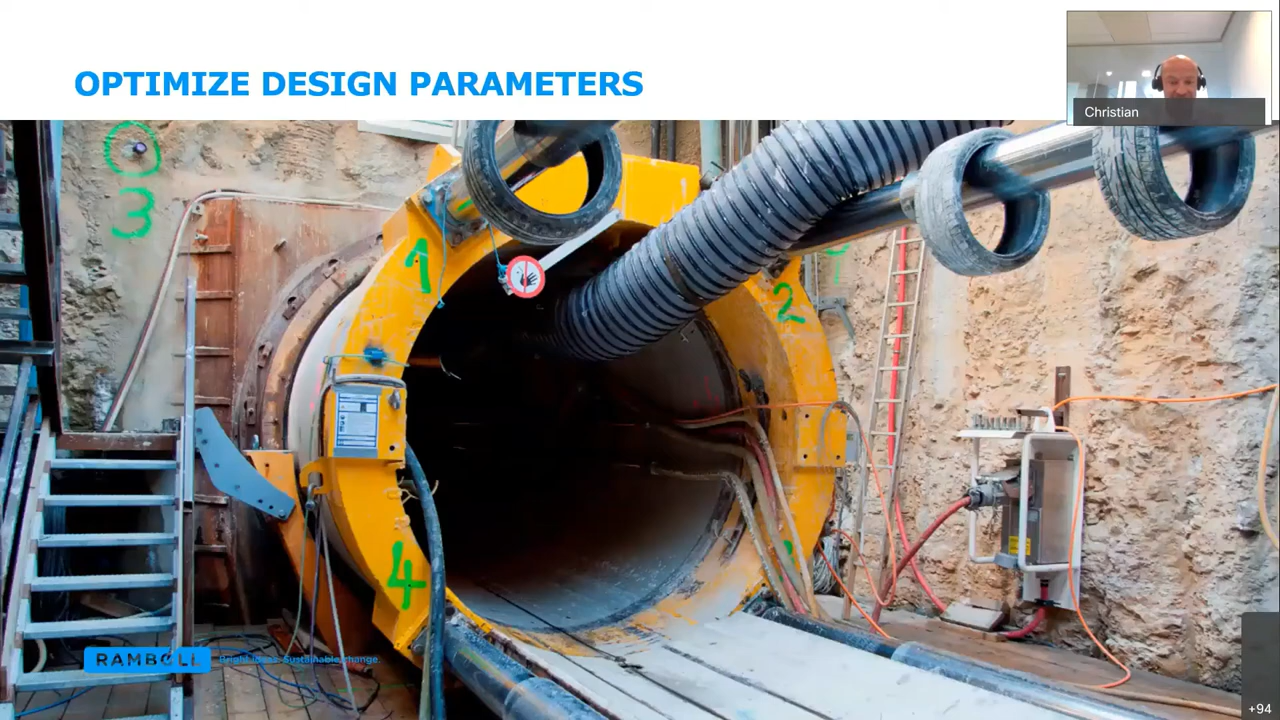 OPTIMIZE DESIGN PARAMETERS
Christian
3
1
2
4
RAMBOLL Bright ideas. Sustainable change.
+94